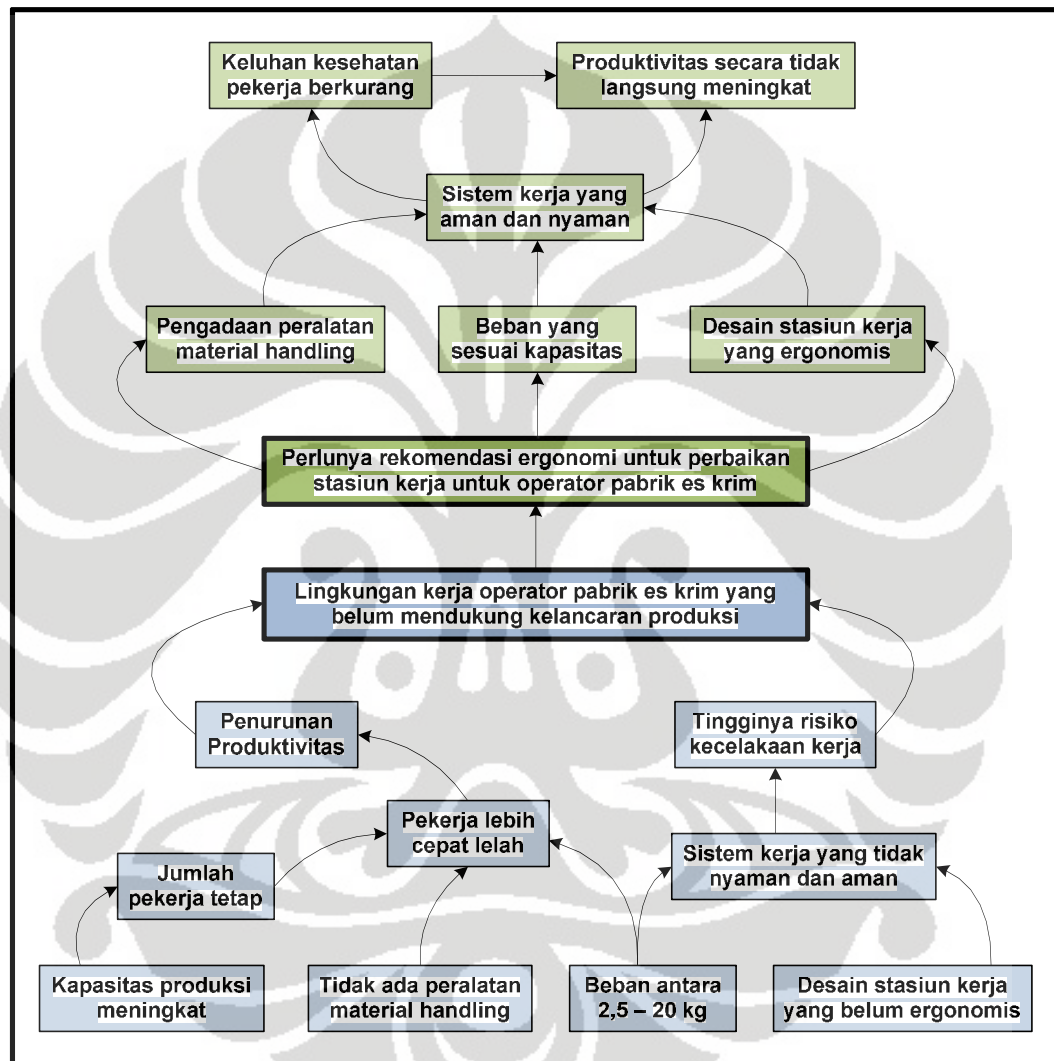 Keluhan kesehatan
pekerja berkurang
Produktivitas secara tidak
langsung meningkat
Sistem kerja yang
aman dan nyaman
Pengadaan peralatan
material handling
Beban yang
sesuai kapasitas
Desain stasiun kerja
yang ergonomis
Perlunya rekomendasi ergonomi untuk perbaikan
stasiun kerja untuk operator pabrik es krim
Lingkungan kerja operator pabrik es krim yang
belum mendukung kelancaran produksi
Penurunan
Produktivitas
Tingginya risiko
kecelakaan kerja
Pekerja lebih
cepat lelah
Sistem kerja yang tidak
nyaman dan aman
Jumlah
pekerja tetap
Kapasitas produksi
meningkat
Tidak ada peralatan
material handling
Beban antara
2,5 – 20 kg
Desain stasiun kerja
yang belum ergonomis